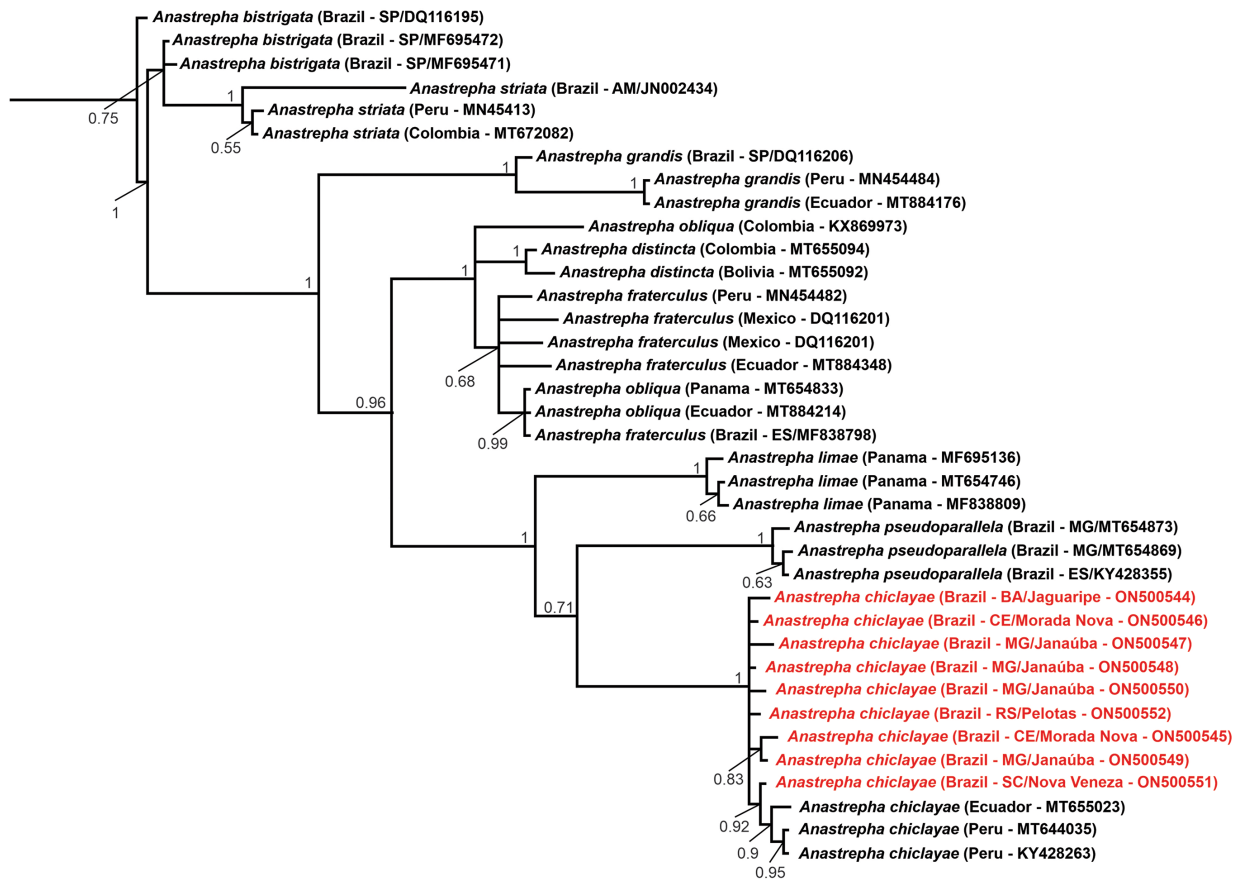 Anastrepha bistrigata (Brazil - SP/DQ116195)
Anastrepha bistrigata (Brazil - SP/MF695472)
Anastrepha bistrigata (Brazil - SP/MF695471)
Anastrepha striata (Brazil - AM/JN002434)
1
Anastrepha striata (Peru - MN45413)
0.75
Anastrepha striata (Colombia - MT672082)
0.55
Anastrepha grandis (Brazil - SP/DQ116206)
1
Anastrepha grandis (Peru - MN454484)
1
Anastrepha grandis (Ecuador - MT884176)
1
Anastrepha obliqua (Colombia - KX869973)
Anastrepha distincta (Colombia - MT655094)
1
Anastrepha distincta (Bolivia - MT655092)
1
1
Anastrepha fraterculus (Peru - MN454482)
Anastrepha fraterculus (Mexico - DQ116201)
Anastrepha fraterculus (Mexico - DQ116201)
Anastrepha fraterculus (Ecuador - MT884348)
0.68
Anastrepha obliqua (Panama - MT654833)
0.96
Anastrepha obliqua (Ecuador - MT884214)
Anastrepha fraterculus (Brazil - ES/MF838798)
0.99
Anastrepha limae (Panama - MF695136)
1
Anastrepha limae (Panama - MT654746)
Anastrepha limae (Panama - MF838809)
0.66
Anastrepha pseudoparallela (Brazil - MG/MT654873)
1
1
Anastrepha pseudoparallela (Brazil - MG/MT654869)
Anastrepha pseudoparallela (Brazil - ES/KY428355)
0.63
Anastrepha chiclayae (Brazil - BA/Jaguaripe - ON500544)
0.71
Anastrepha chiclayae (Brazil - CE/Morada Nova - ON500546)
Anastrepha chiclayae (Brazil - MG/Janaúba - ON500547)
Anastrepha chiclayae (Brazil - MG/Janaúba - ON500548)
1
Anastrepha chiclayae (Brazil - MG/Janaúba - ON500550)
Anastrepha chiclayae (Brazil - RS/Pelotas - ON500552)
Anastrepha chiclayae (Brazil - CE/Morada Nova - ON500545)
Anastrepha chiclayae (Brazil - MG/Janaúba - ON500549)
0.83
Anastrepha chiclayae (Brazil - SC/Nova Veneza - ON500551)
Anastrepha chiclayae (Ecuador - MT655023)
0.92
Anastrepha chiclayae (Peru - MT644035)
0.9
Anastrepha chiclayae (Peru - KY428263)
0.95